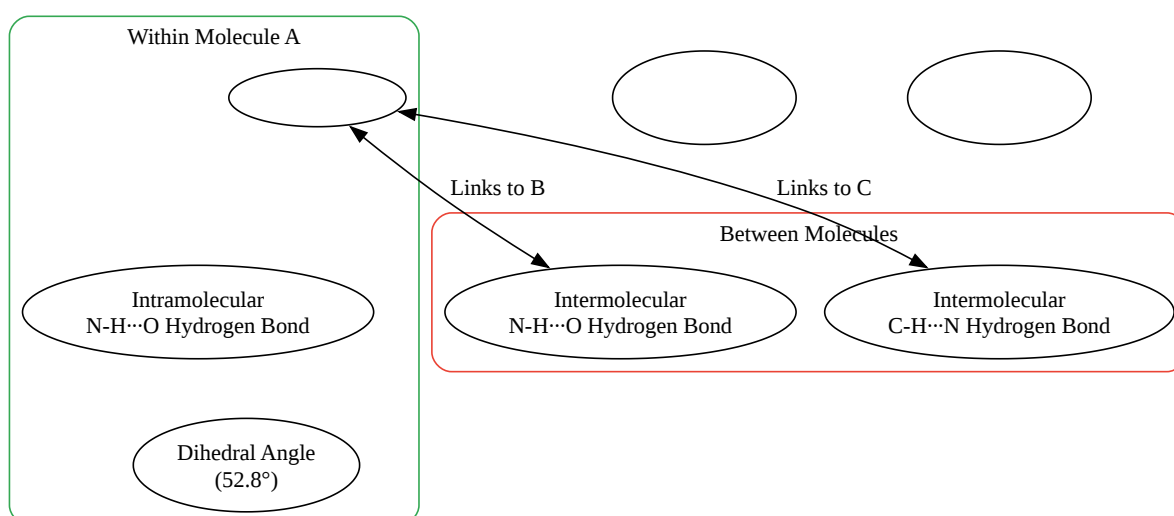 Within Molecule A
Links to B
Links to C
Between Molecules
Intramolecular
N-H···O Hydrogen Bond
Intermolecular
N-H···O Hydrogen Bond
Intermolecular
C-H···N Hydrogen Bond
Dihedral Angle
(52.8°)